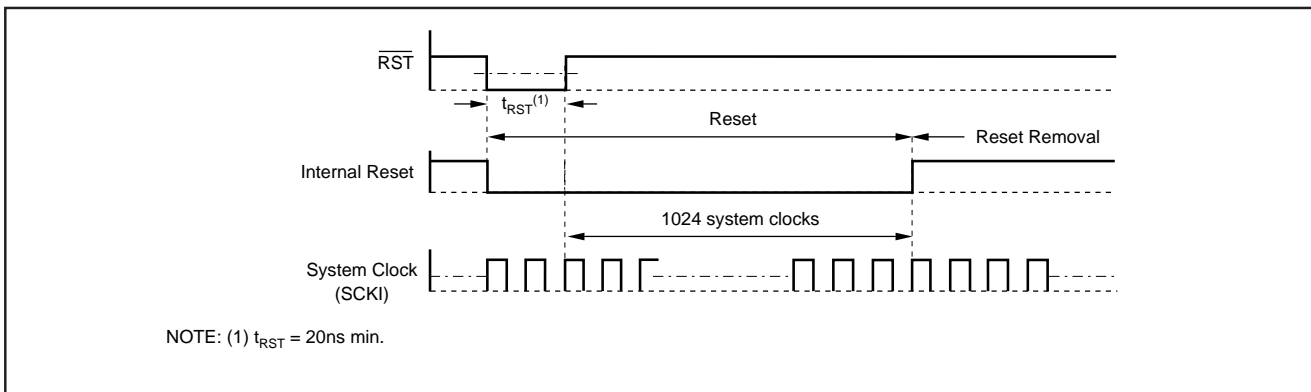 RST
t_RST(1)
Reset
Reset Removal
Internal Reset
1024 system clocks
System Clock
(SCKI)
NOTE: (1) t_RST = 20ns min.